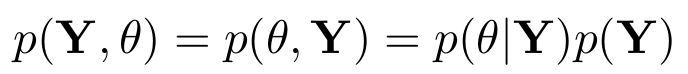 p(Y, θ) = p(θ, Y) = p(θ|Y)p(Y)